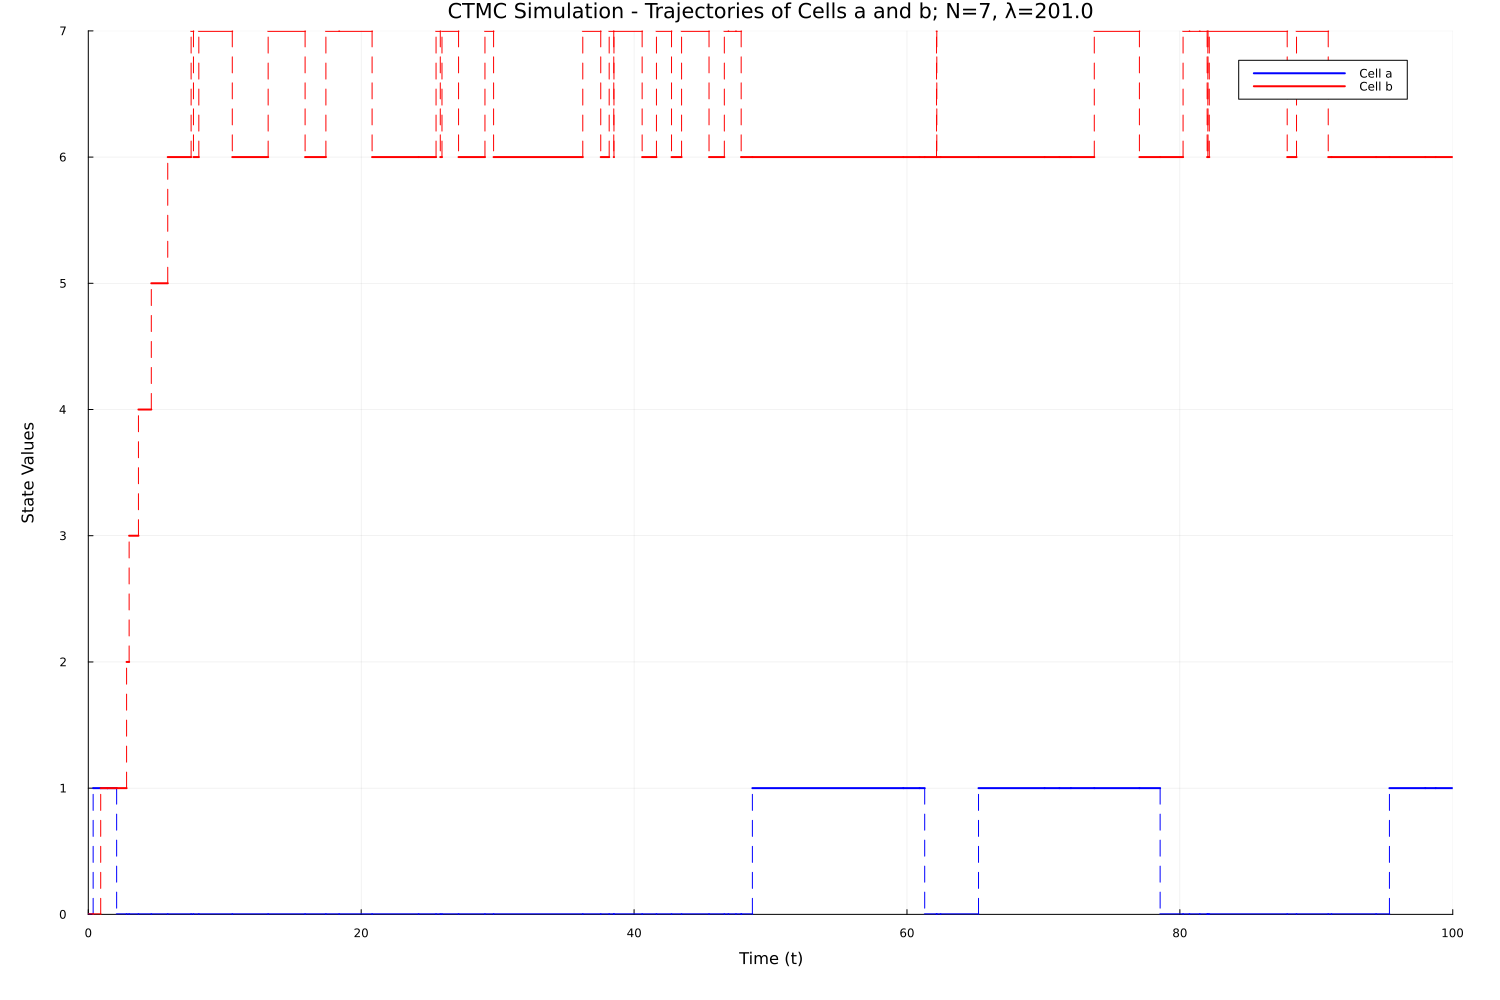 CTMC Simulation - Trajectories of Cells a and b; N=7, λ=201.0
7
Cell a
Cell b
6
5
4
State Values
3
2
1
0
0 20 40 60 80 100
Time (t)